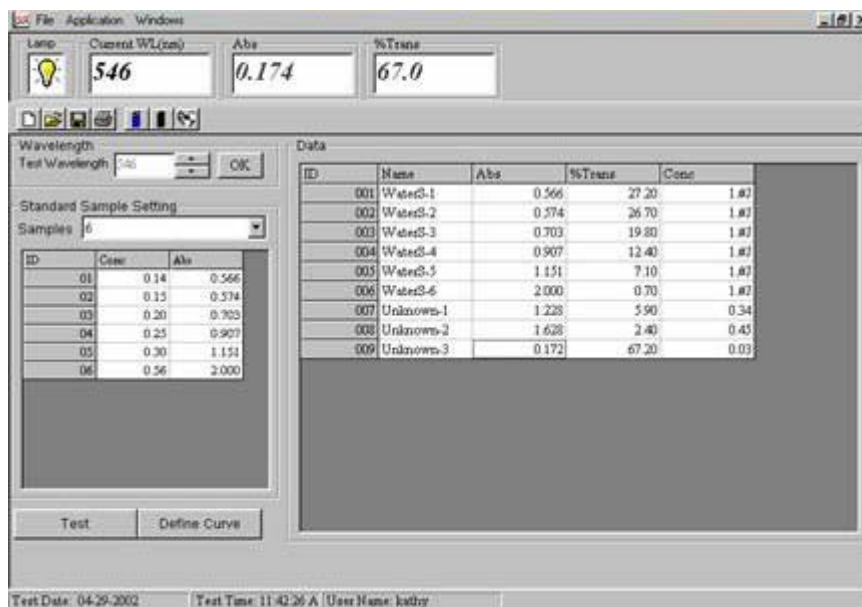 File Application Windows
Lamp Current WL(nm) Abs %Trans
546 0.174 67.0
Wavelength
Test Wavelength 546 OK
Standard Sample Setting
Samples 6
ID Conc Abs
01 0.14 0.566
02 0.15 0.574
03 0.20 0.703
04 0.25 0.907
05 0.30 1.151
06 0.56 2.000
Test Define Curve
Data
ID Name Abs %Trans Conc
001 WaterS-1 0.566 27.20 1.#J
002 WaterS-2 0.574 26.70 1.#J
003 WaterS-3 0.703 19.80 1.#J
004 WaterS-4 0.907 12.40 1.#J
005 WaterS-5 1.151 7.10 1.#J
006 WaterS-6 2.000 0.70 1.#J
007 Unknown-1 1.228 5.90 0.34
008 Unknown-2 1.628 2.40 0.45
009 Unknown-3 0.172 67.20 0.03
Test Date: 04-29-2002 Test Time: 11:42:26 A User Name: kathy